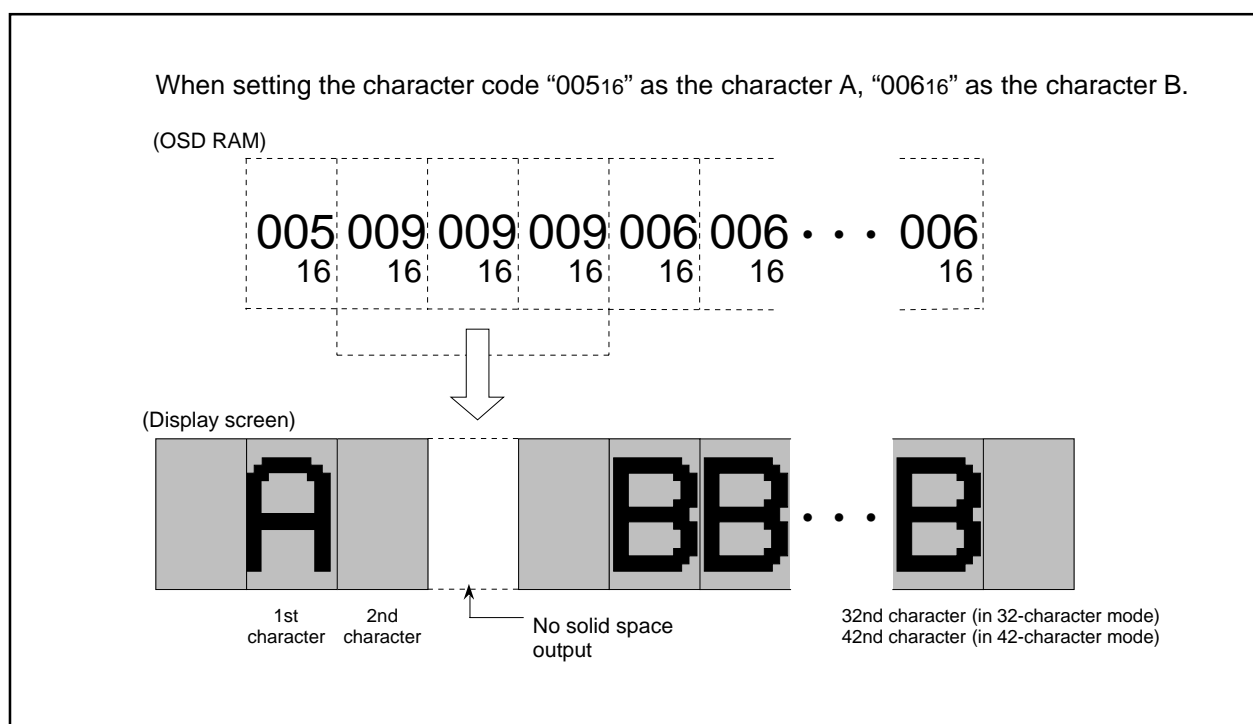 When setting the character code “00516” as the character A, “00616” as the character B.
(OSD RAM)
005 009 009 009 006 006 • • • 006
16 16 16 16 16 16 16
(Display screen)
A BB • • • B
1st character
2nd character
No solid space
output
32nd character (in 32-character mode)
42nd character (in 42-character mode)